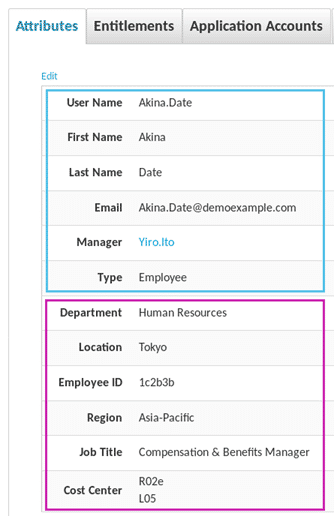 Attributes Entitlements Application Accounts
Edit
User Name Akina.Date
First Name Akina
Last Name Date
Email Akina.Date@demoexample.com
Manager Yiro.Ito
Type Employee
Department Human Resources
Location Tokyo
Employee ID 1c2b3b
Region Asia-Pacific
Job Title Compensation & Benefits Manager
Cost Center R02e
L05